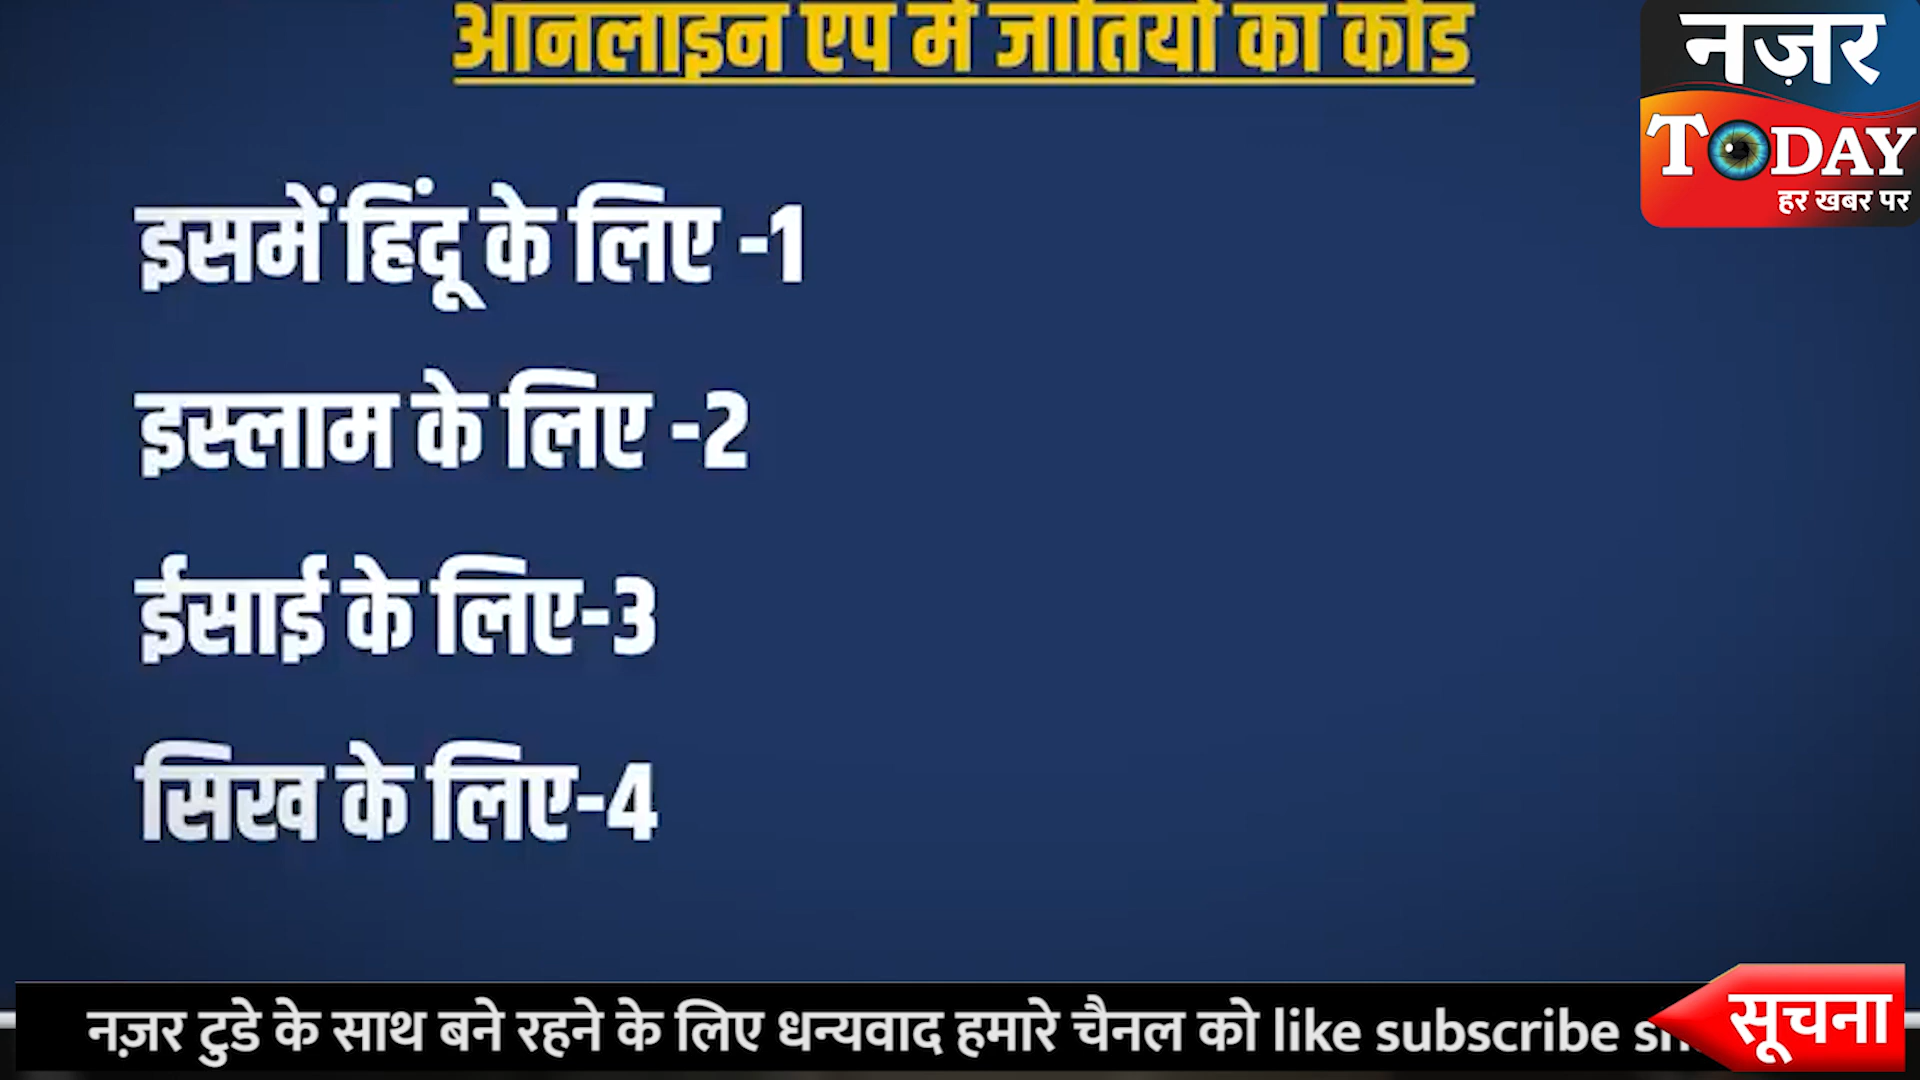 आनलाइन एप में जातियों का कोड
नज़र
TODAY
हर खबर पर
इसमें हिंदू के लिए -1
इस्लाम के लिए -2
ईसाई के लिए-3
सिख के लिए-4
नज़र टुडे के साथ बने रहने के लिए धन्यवाद हमारे चैनल को like subscribe
सूचना